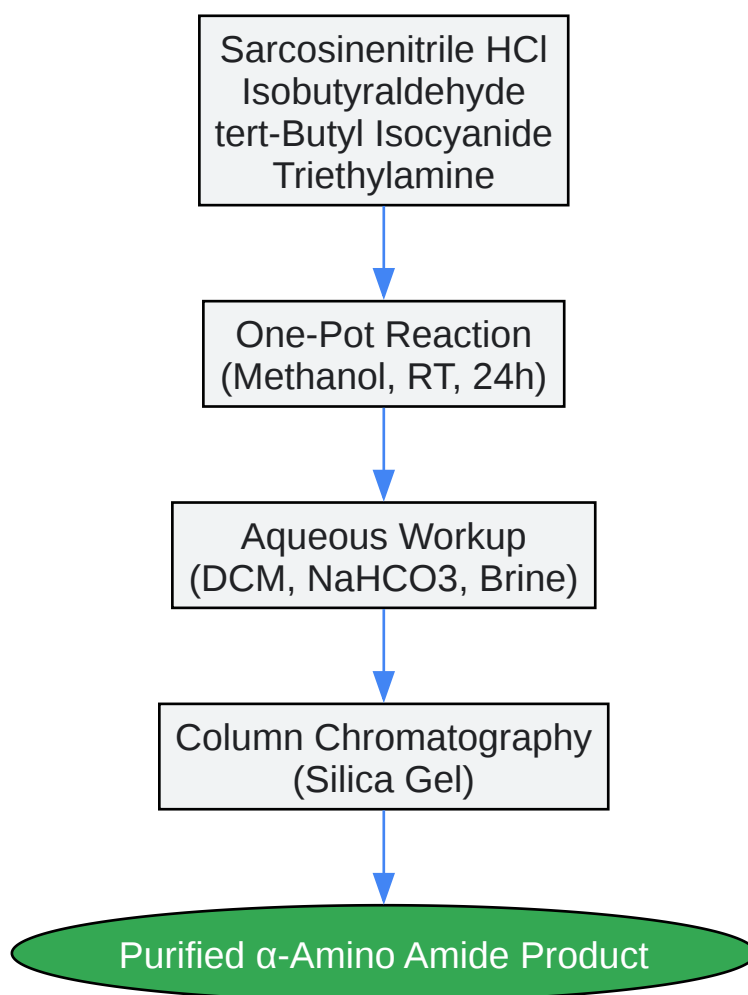 Sarcosinenitrile HCl
Isobutyraldehyde
tert-Butyl Isocyanide
Triethylamine
One-Pot Reaction
(Methanol, RT, 24h)
Aqueous Workup
(DCM, NaHCO3, Brine)
Column Chromatography
(Silica Gel)
Purified α-Amino Amide Product